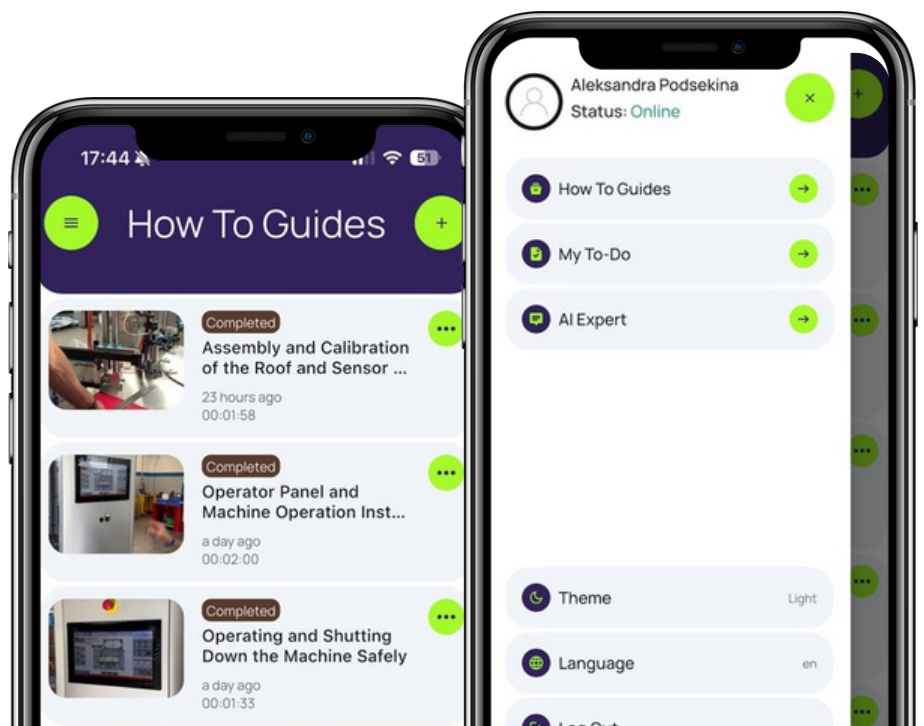 17:44
51
How To Guides
Completed
Assembly and Calibration
of the Roof and Sensor ...
23 hours ago
00:01:58
Completed
Operator Panel and
Machine Operation Inst...
a day ago
00:02:00
Completed
Operating and Shutting
Down the Machine Safely
a day ago
00:01:33
Aleksandra Podsekina
Status: Online
How To Guides
My To-Do
AI Expert
Theme Light
Language en
Log Out